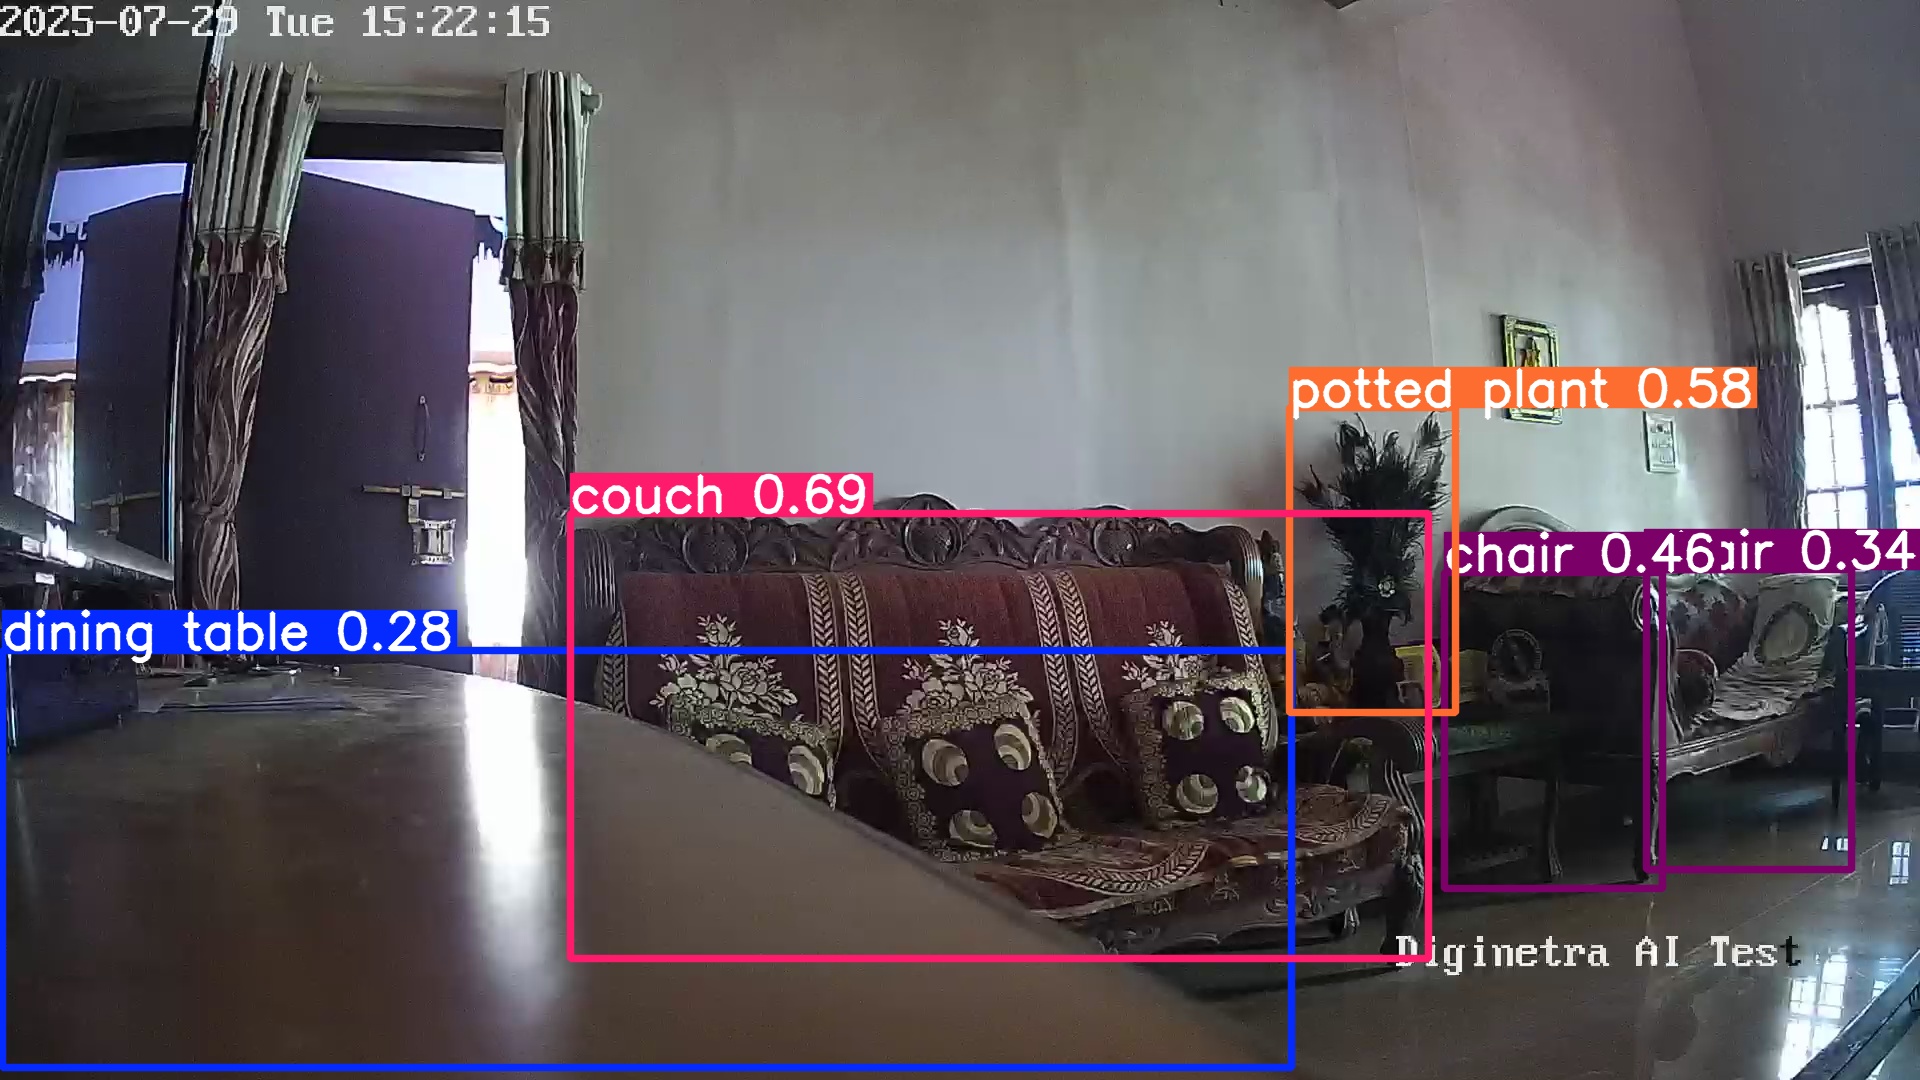 2025-07-29 Tue 15:22:15
potted plant 0.58
couch 0.69
chair 0.46
air 0.34
dining table 0.28
Diginetra AI Test